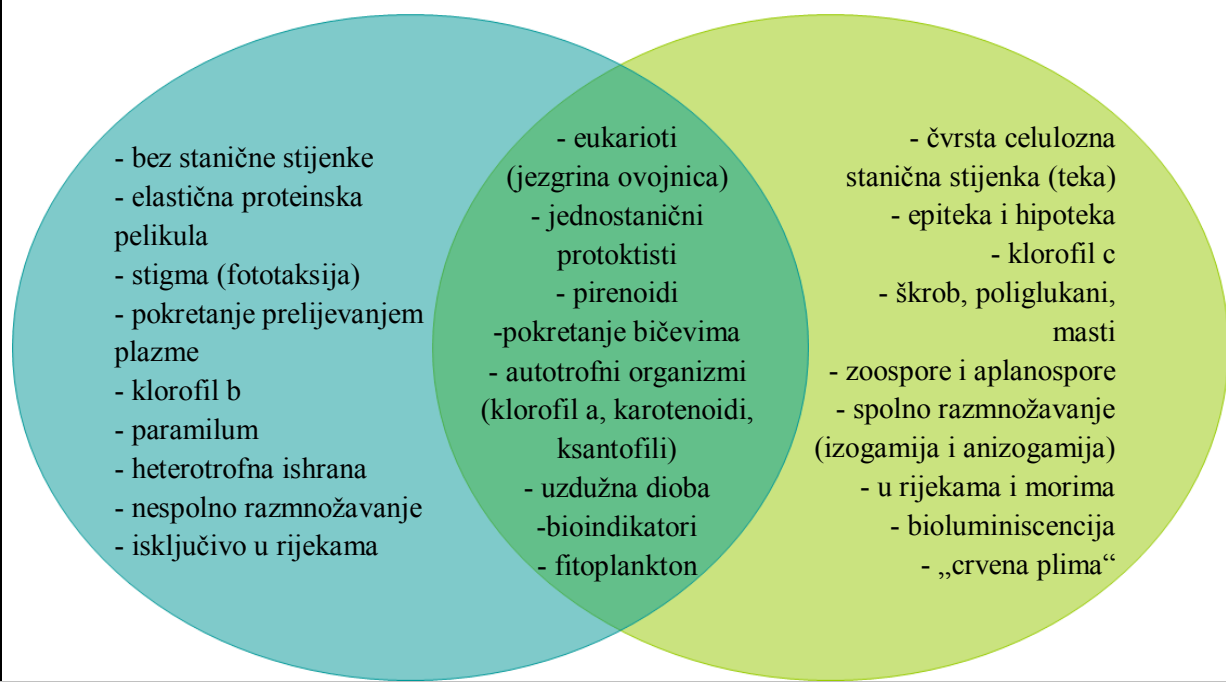 - bez stanične stijenke
- elastična proteinska
pelikula
- stigma (fototaksija)
- pokretanje prelijevanjem
plazme
- klorofil b
- paramilum
- heterotrofna ishrana
- nespolno razmnožavanje
- isključivo u rijekama
- eukarioti
(jezgrina ovojnica)
- jednostanični
protoktisti
- pirenoidi
-pokretanje bičevima
- autotrofni organizmi
(klorofil a, karotenoidi,
ksantofili)
- uzdužna dioba
-bioindikatori
- fitoplankton
- čvrsta celulozna
stanična stijenka (teka)
- epiteka i hipoteka
- klorofil c
- škrob, poliglukani,
masti
- zoospore i aplanospore
- spolno razmnožavanje
(izogamija i anizogamija)
- u rijekama i morima
- bioluminiscencija
- „crvena plima“